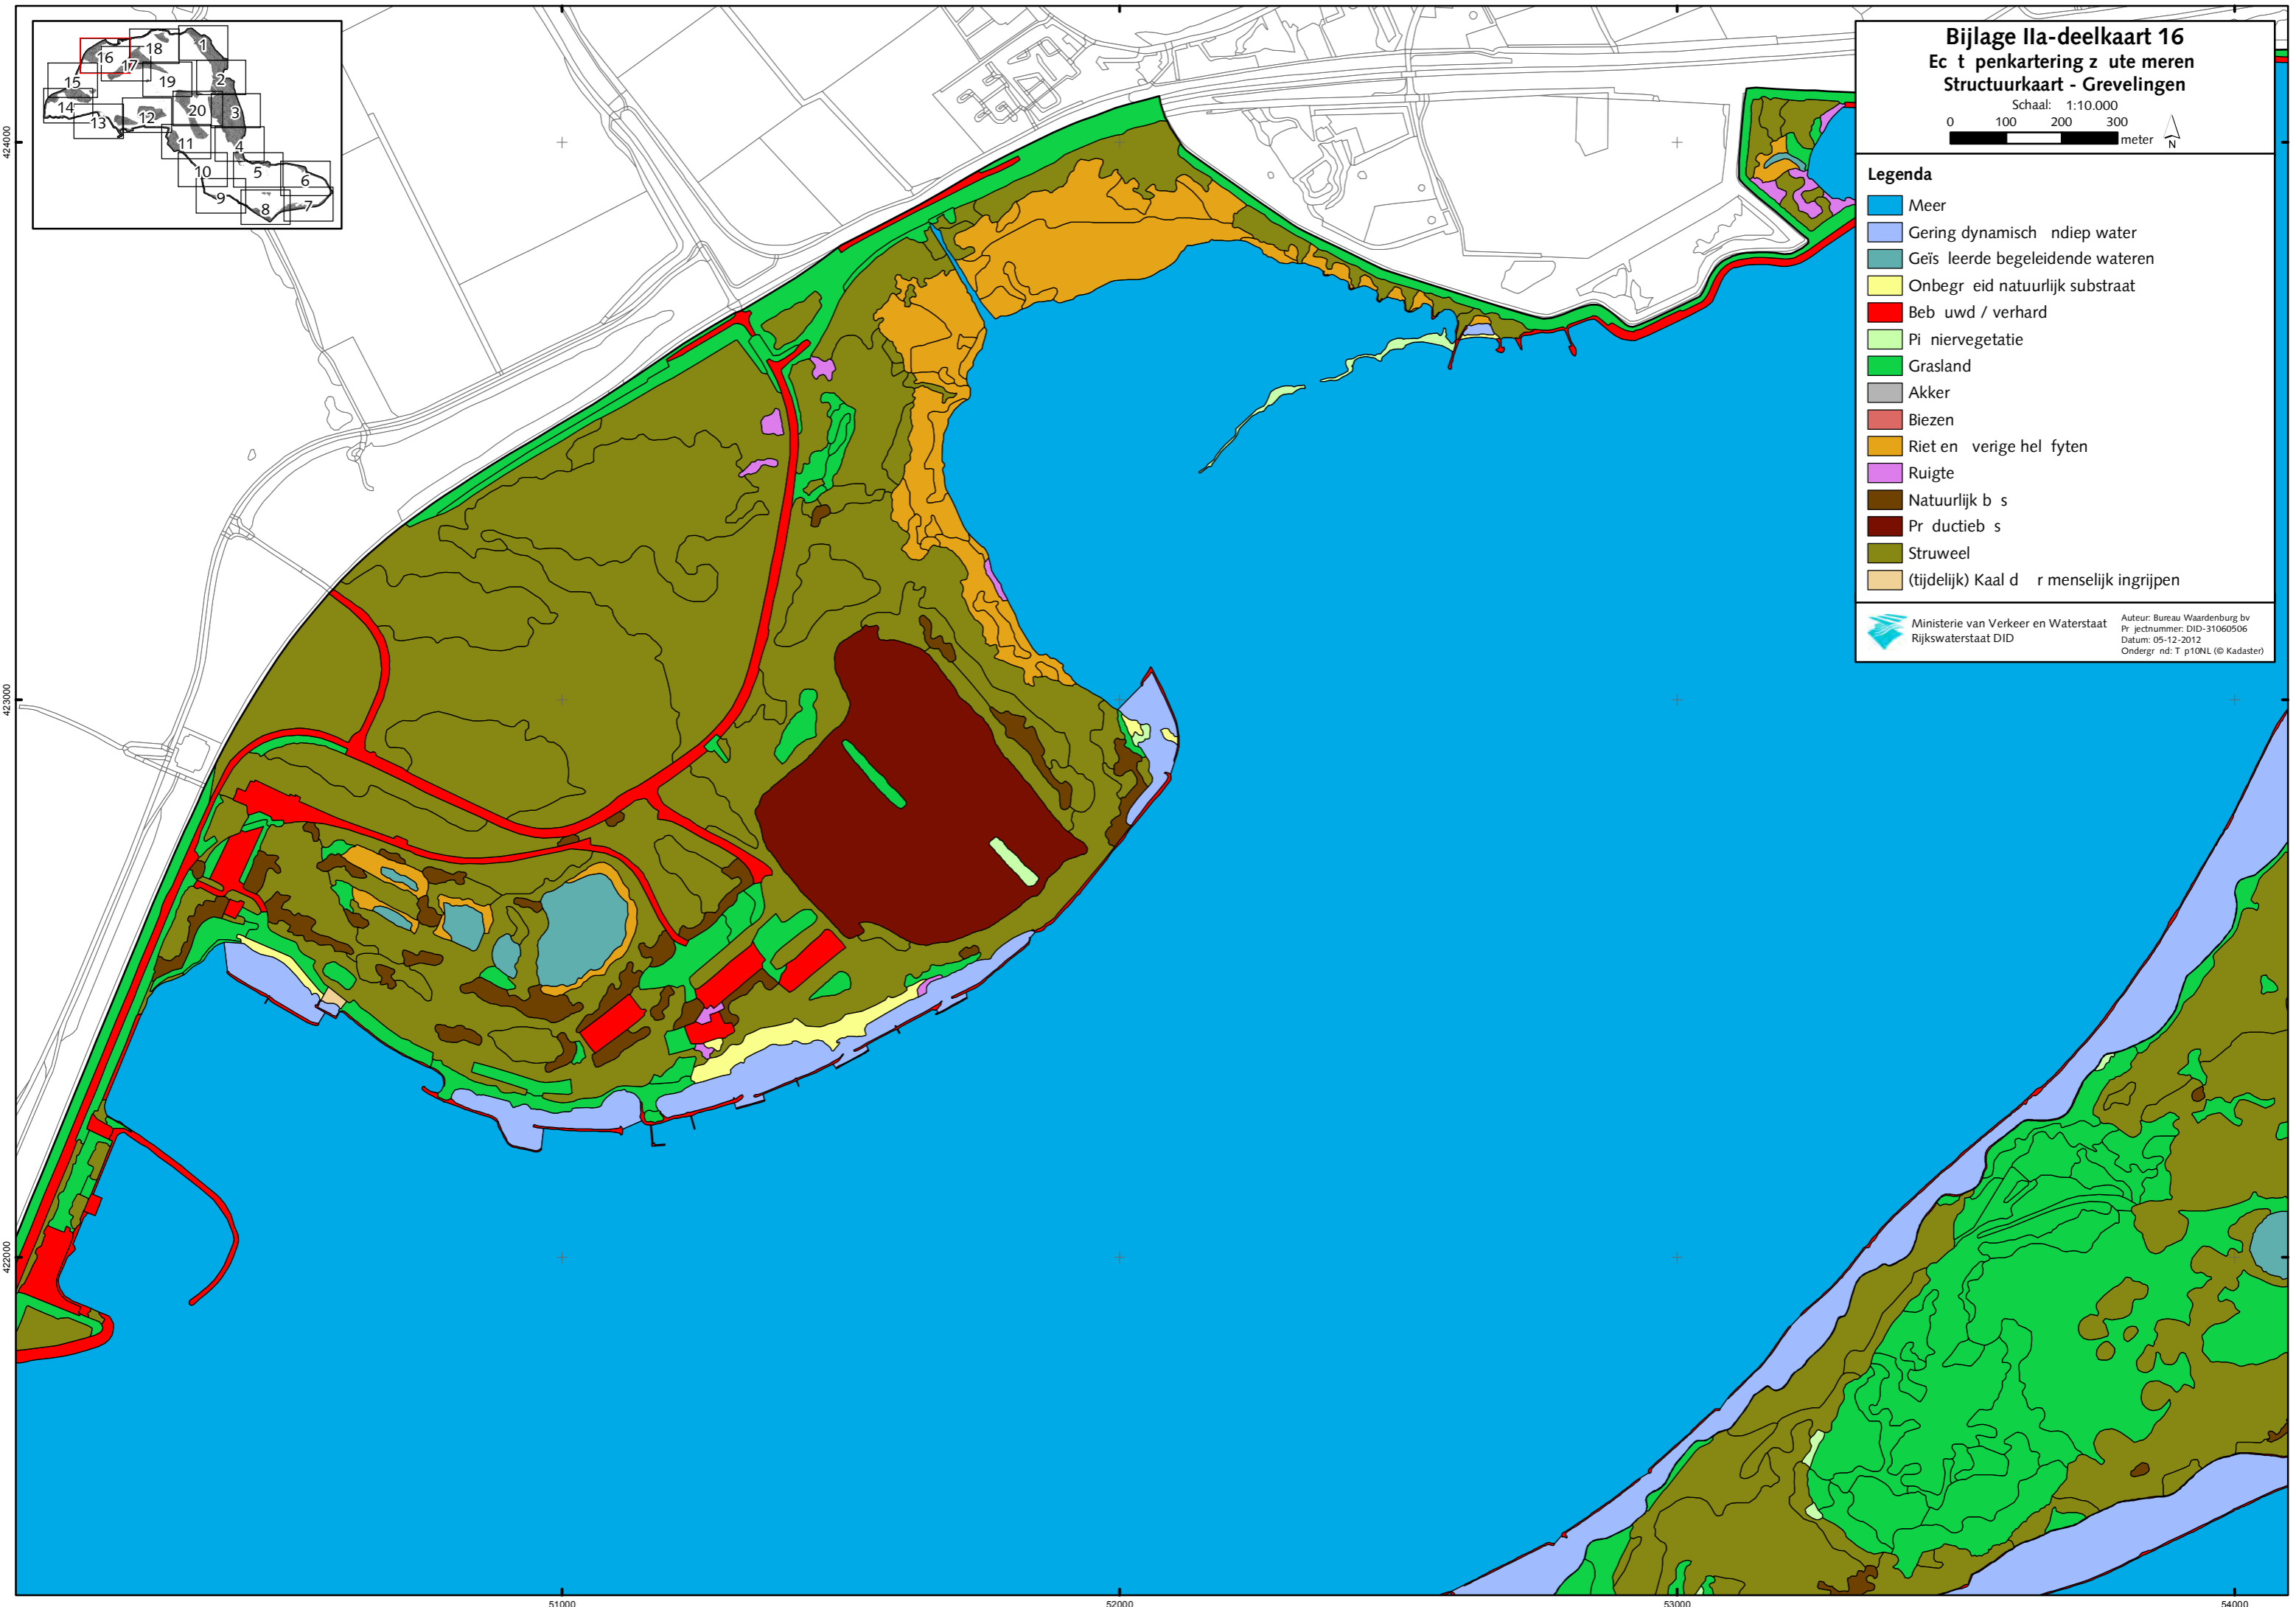 Bijlage IIa-deelkaart 16
Ec t penkartering z ute meren
Structuurkaart - Grevelingen
Schaal: 1:10.000
0 100 200 300 meter
N
Legenda
Meer
Gering dynamisch ndiep water
Geïs leerde begeleidende wateren
Onbegr eid natuurlijk substraat
Beb uwd / verhard
Pi niervegetatie
Grasland
Akker
Biezen
Riet en verige hel fyten
Ruigte
Natuurlijk b s
Pr ductieb s
Struweel
(tijdelijk) Kaal d r menselijk ingrijpen
Ministerie van Verkeer en Waterstaat
Rijkswaterstaat DID
Auteur: Bureau Waardenburg bv
Pr jectnummer: DID-31060506
Datum: 05-12-2012
Ondergr nd: T p10NL (© Kadaster)
1
18
16
17
2
15
19
14
20
3
12
13
11
4
10
5
6
9
8
7
424000
423000
422000
51000
52000
53000
54000